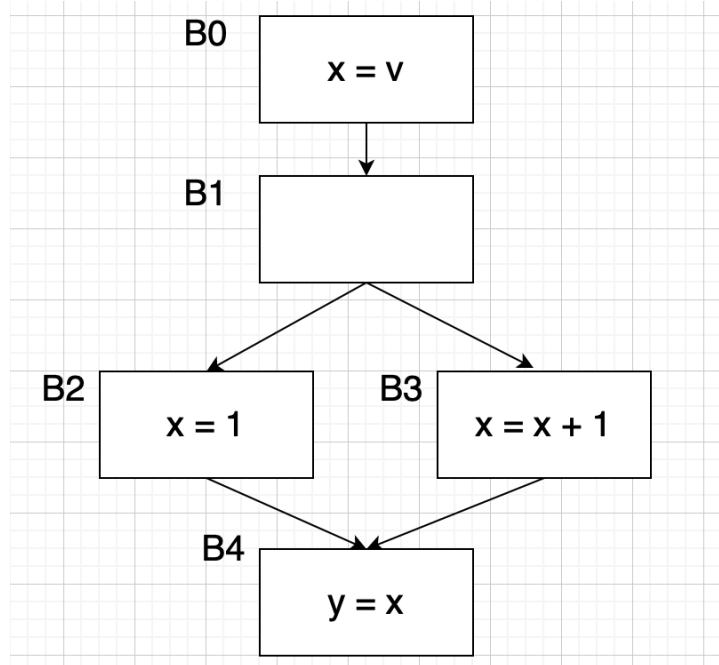 B0
x = v
B1
B2
x = 1
B3
x = x + 1
B4
y = x